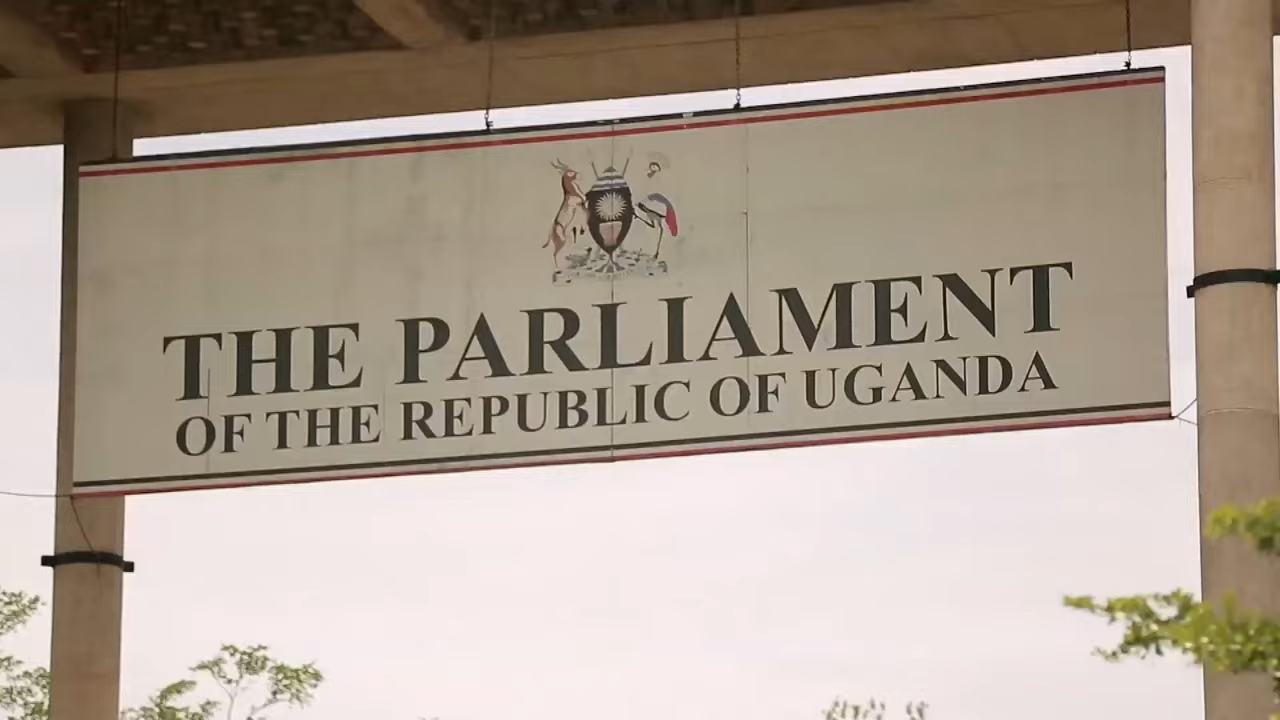 THE PARLIAMENT
OF THE REPUBLIC OF UGANDA